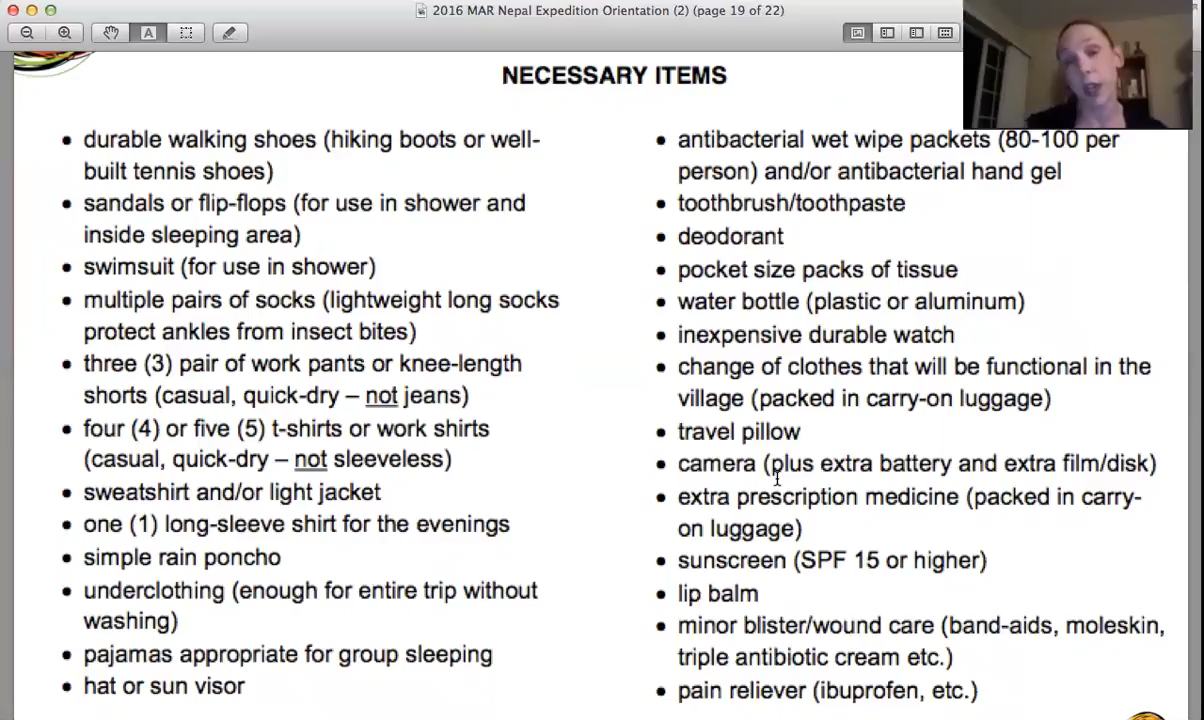 2016 MAR Nepal Expedition Orientation (2) (page 19 of 22)
A
NECESSARY ITEMS
• durable walking shoes (hiking boots or well-
built tennis shoes)
• sandals or flip-flops (for use in shower and
inside sleeping area)
• swimsuit (for use in shower)
• multiple pairs of socks (lightweight long socks
protect ankles from insect bites)
• three (3) pair of work pants or knee-length
shorts (casual, quick-dry – not jeans)
• four (4) or five (5) t-shirts or work shirts
(casual, quick-dry – not sleeveless)
• sweatshirt and/or light jacket
• one (1) long-sleeve shirt for the evenings
• simple rain poncho
• underclothing (enough for entire trip without
washing)
• pajamas appropriate for group sleeping
• hat or sun visor
• antibacterial wet wipe packets (80-100 per
person) and/or antibacterial hand gel
• toothbrush/toothpaste
• deodorant
• pocket size packs of tissue
• water bottle (plastic or aluminum)
• inexpensive durable watch
• change of clothes that will be functional in the
village (packed in carry-on luggage)
• travel pillow
• camera (plus extra battery and extra film/disk)
• extra prescription medicine (packed in carry-
on luggage)
• sunscreen (SPF 15 or higher)
• lip balm
• minor blister/wound care (band-aids, moleskin,
triple antibiotic cream etc.)
• pain reliever (ibuprofen, etc.)